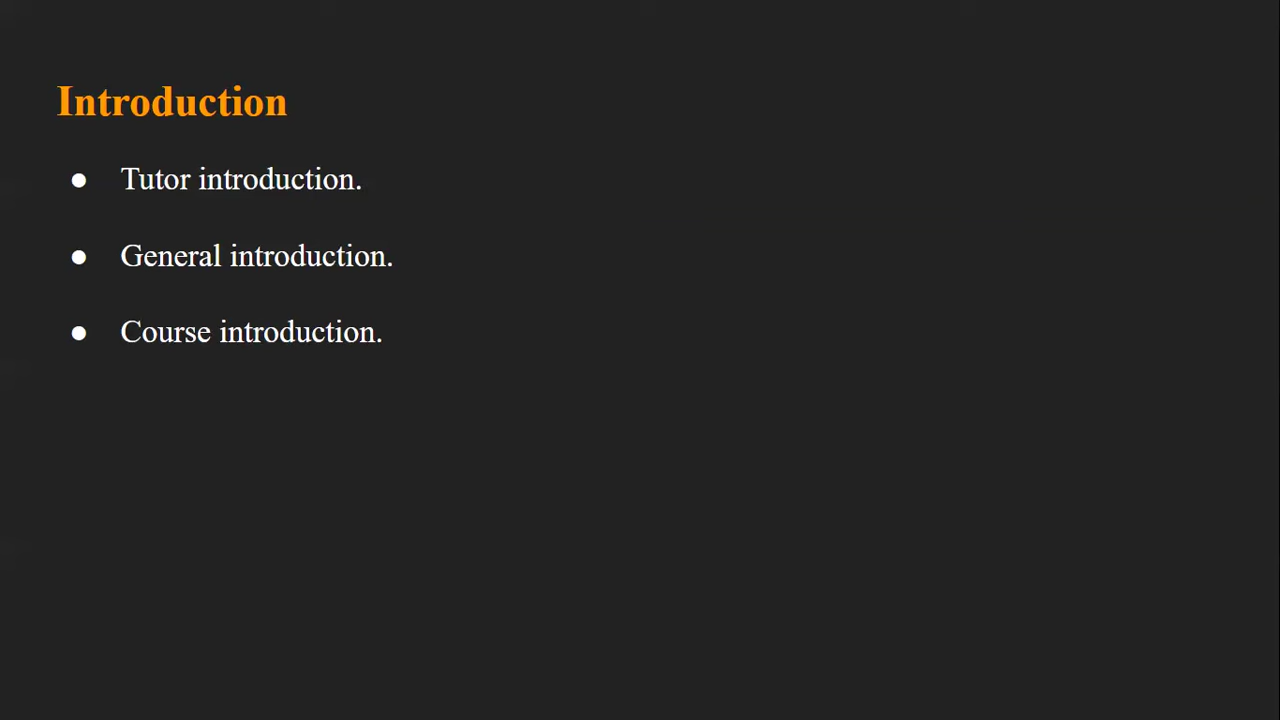 Introduction
● Tutor introduction.
● General introduction.
● Course introduction.